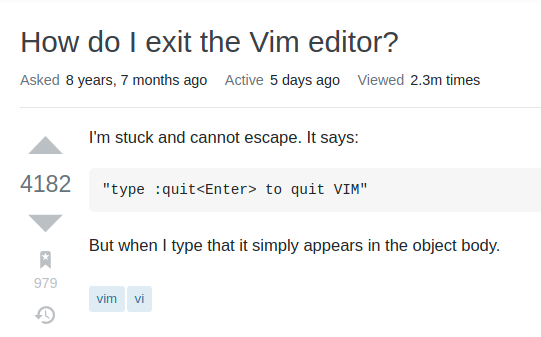 How do I exit the Vim editor?
Asked 8 years, 7 months ago Active 5 days ago Viewed 2.3m times
I'm stuck and cannot escape. It says:
4182
"type :quit<Enter> to quit VIM"
But when I type that it simply appears in the object body.
979
vim vi